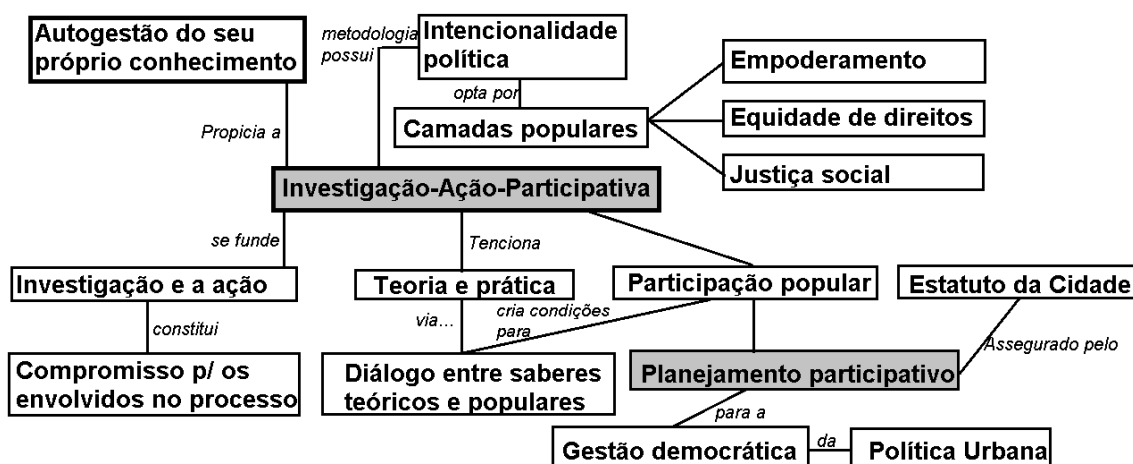 Autogestão do seu
próprio conhecimento
metodologia
possui
Intencionalidade
política
Empoderamento
opta por
Camadas populares
Equidade de direitos
Propicia a
Justiça social
Investigação-Ação-Participativa
se funde
Tenciona
Investigação e a ação
Teoria e prática
Participação popular
Estatuto da Cidade
constitui
via...
cria condições
para
Assegurado pelo
Compromisso p/ os
envolvidos no processo
Diálogo entre saberes
teóricos e populares
Planejamento participativo
para a
Gestão democrática
da
Política Urbana